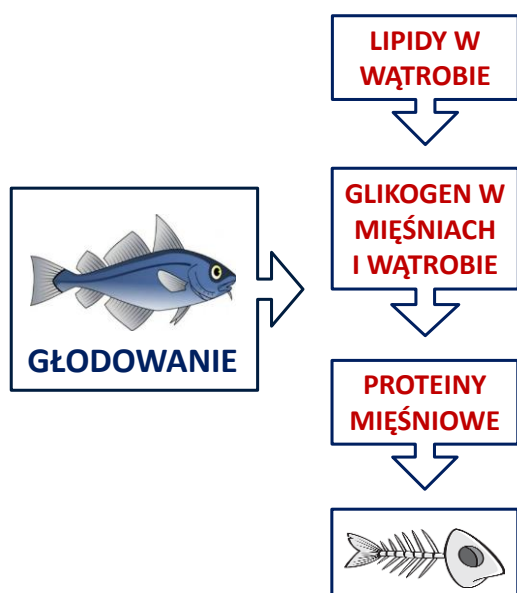 LIPIDY W
WĄTROBIE
GLIKOGEN W
MIĘŚNIACH
I WĄTROBIE
GŁODOWANIE
PROTEINY
MIĘŚNIOWE